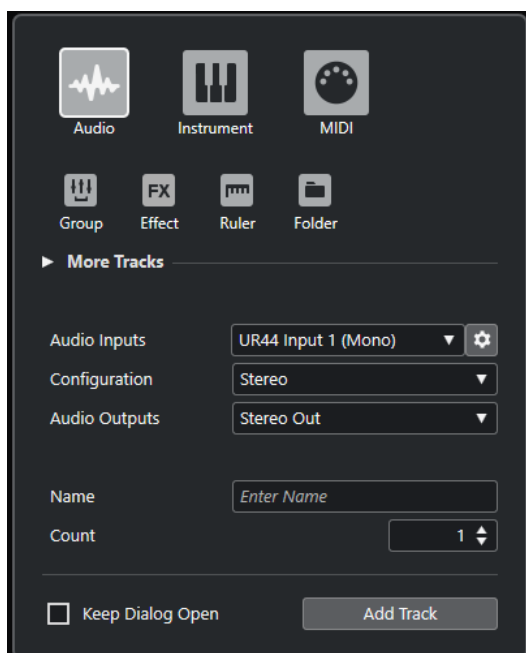 Audio Instrument MIDI
FX
Group Effect Ruler Folder
More Tracks
Audio Inputs UR44 Input 1 (Mono)
Configuration Stereo
Audio Outputs Stereo Out
Name Enter Name
Count 1
Keep Dialog Open Add Track